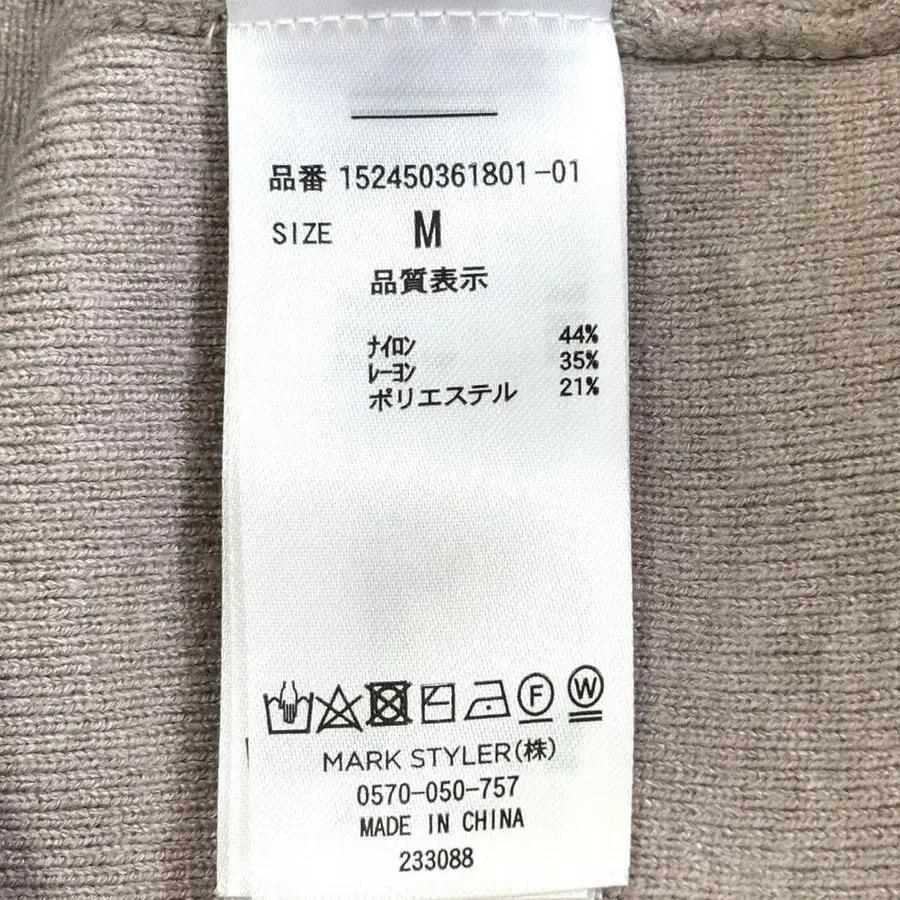 品番 152450361801-01
SIZE M
品質表示
ﾅｲﾛﾝ 44%
ﾚｰﾖﾝ 35%
ポリエステル 21%
F W
MARK STYLER(株)
0570-050-757
MADE IN CHINA
233088